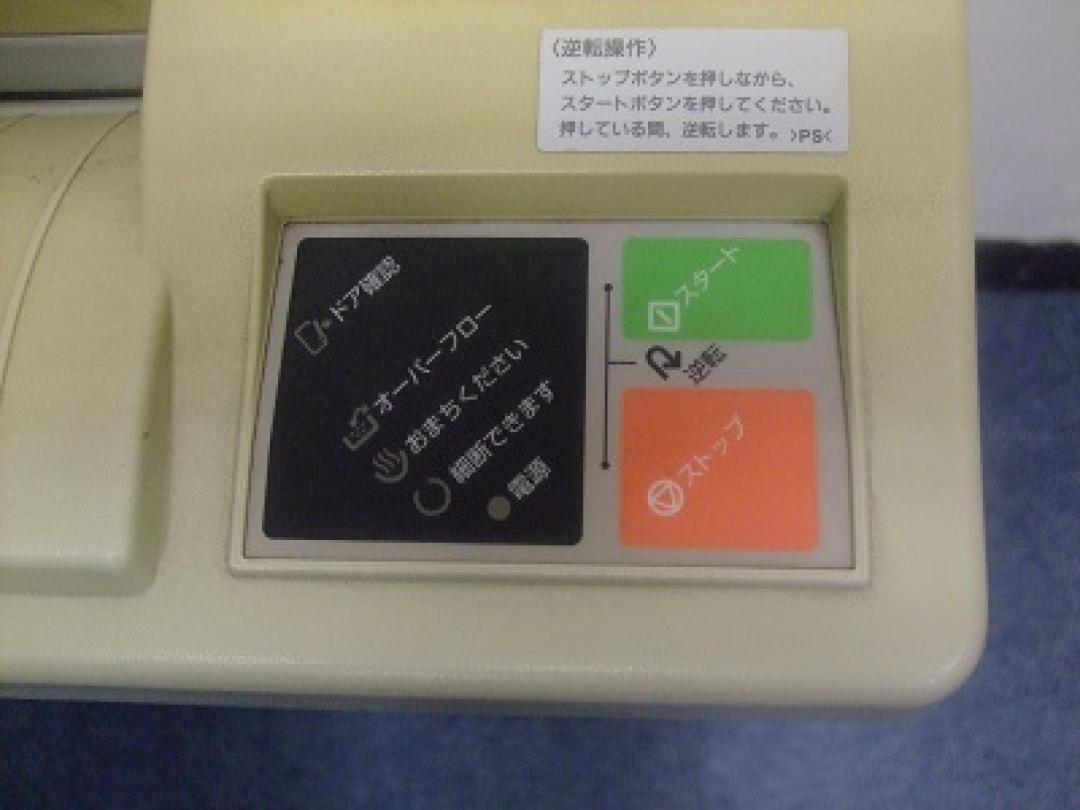 〈逆転操作〉
ストップボタンを押しながら、
スタートボタンを押してください。
押している間、逆転します。 >PS<
ドア確認
オーバーフロー
おまちください
細断できます
電源
スタート
逆転
ストップ